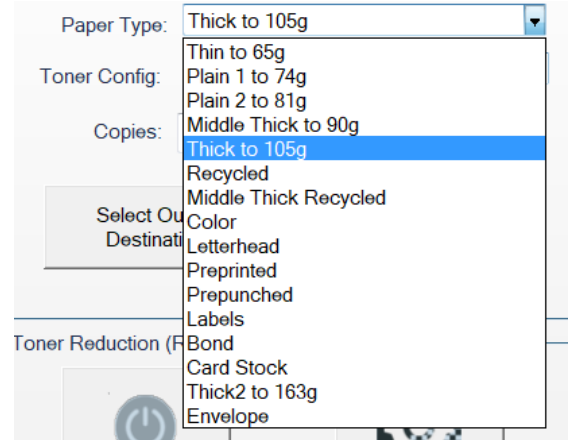 Paper Type: Thick to 105g
Thin to 65g
Toner Config: Plain 1 to 74g
Plain 2 to 81g
Copies: Middle Thick to 90g
Thick to 105g
Recycled
Middle Thick Recycled
Select
Color
Letterhead
Preprinted
Prepunched
Labels
Toner Reduction
Bond
Card Stock
Thick2 to 163g
Envelope